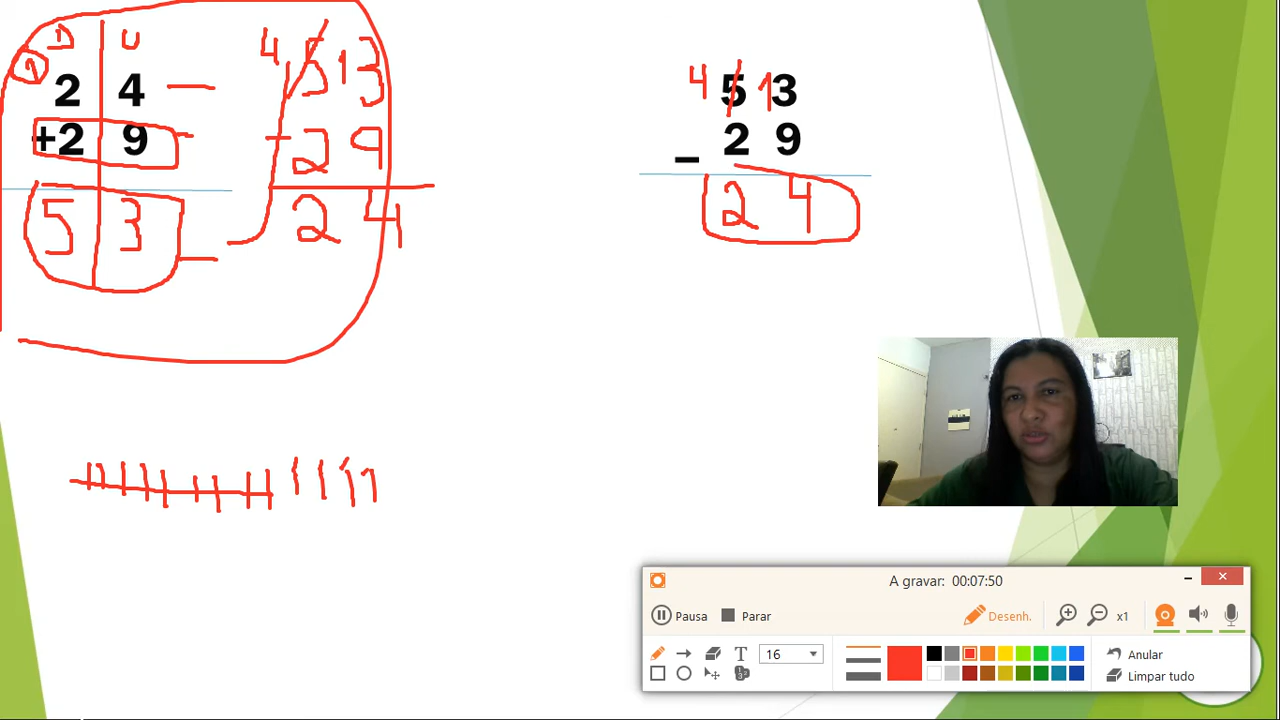 D U
1
2 4 —
+2 9 –
5 3 —
4 5 13
- 2 9
2 4
4 5 13
- 2 9
2 4
A gravar: 00:07:50
Pausa Parar Desenh. x1
T 16 Anular
Limpar tudo